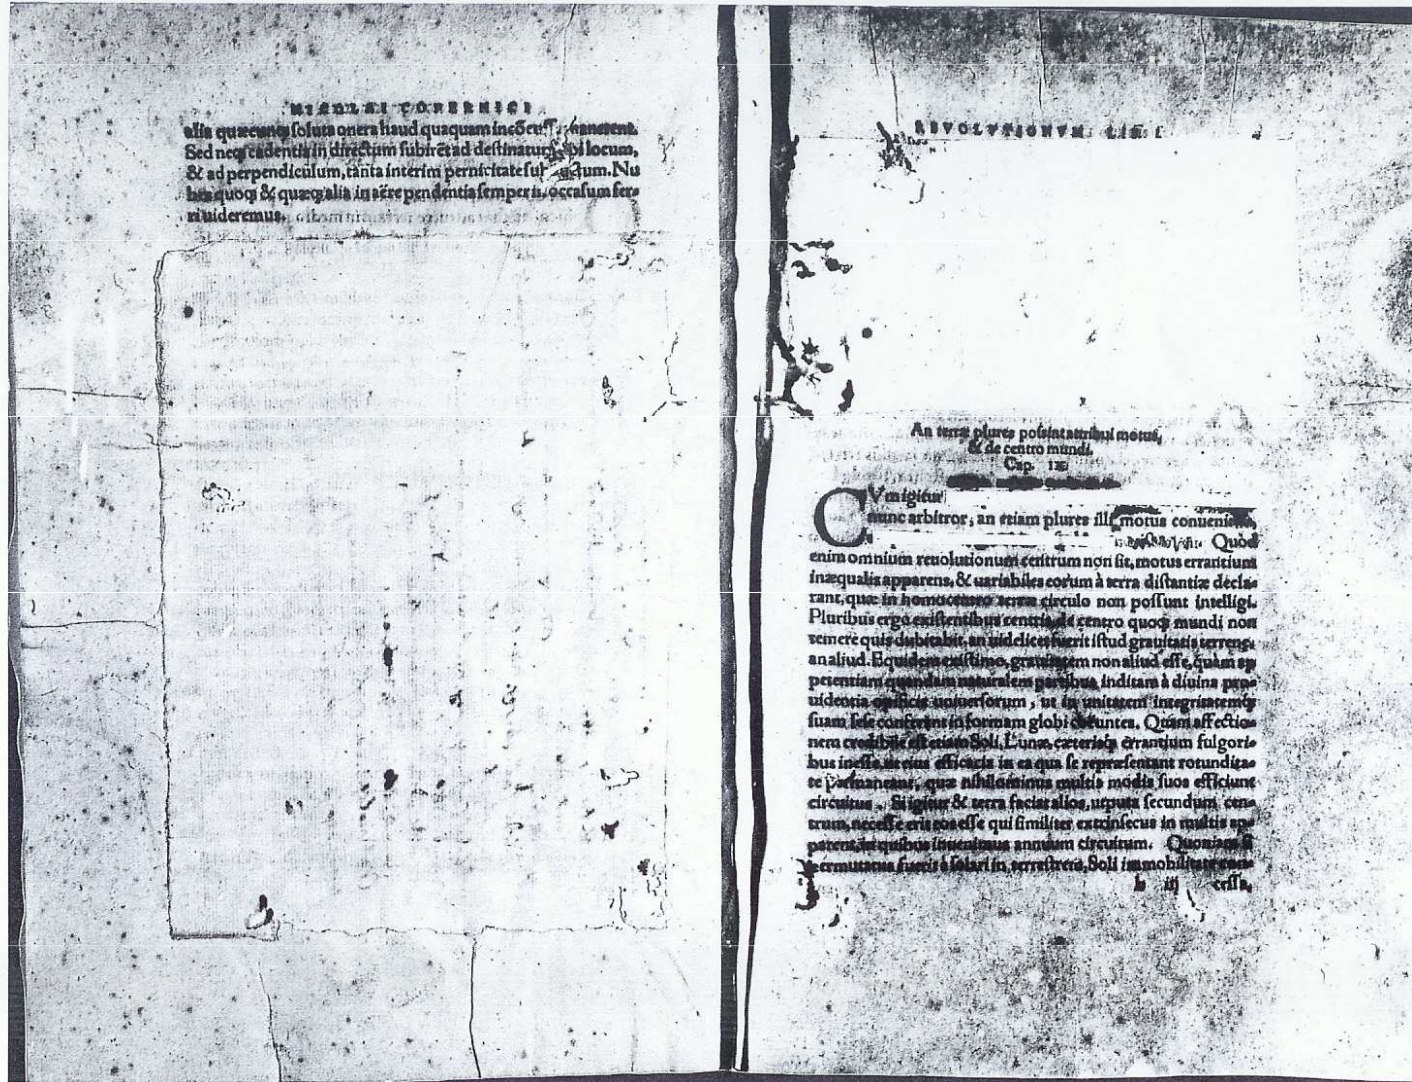 NICOLAI COPERNICI
alia quæcunq; soluta onera haud quaquam incõcussa manerent.
Sed neq; cadentia in directum subirẽt ad destinatum sibi locum,
& ad perpendiculum, tanta interim pernicitate subductum. Nu
bes quoq; & quæq; alia in aëre pendentia semper in occasum fer-
ri uideremus.
REVOLVTIONVM LIB I
An terræ plures possint attribui motus,
& de centro mundi.
Cap. IX.
CVm igitur
nunc arbitror, an etiam plures illi motus conueniant,
Quòd
enim omnium reuolutionum centrum non sit, motus errantium
inæqualis apparens, & uariabiles eorum à terra distantiæ decla-
rant, quæ in homocentro terræ circulo non possunt intelligi.
Pluribus ergo existentibus centris, de centro quoq; mundi non
temere quis dubitabit, an uidelicet fuerit istud grauitatis terrenæ,
an aliud. Equidem existimo, grauitatem non aliud esse, quàm ap
petentiam quandam naturalem partibus inditam à diuina pro-
uidentia opificis uniuersorum, ut in unitatem integritatemq;
suam sese conferant in formam globi coëuntes. Quam affectio-
nem credibile est etiam Soli, Lunæ, cæterisq; errantium fulgori-
bus inesse, ut eius efficacia in ea qua se repræsentant rotundita-
te permaneant, quæ nihilominus multis modis suos efficiunt
circuitus. Si igitur & terra faciat alios, utputa secundum cen-
trum, necesse erit eos esse qui similiter extrinsecus in multis ap-
parent, in quibus inuenimus annuum circuitum. Quoniam si
permutatus fuerit à solari in terrestrem, Soli immobilitate con-
b iij cessa,